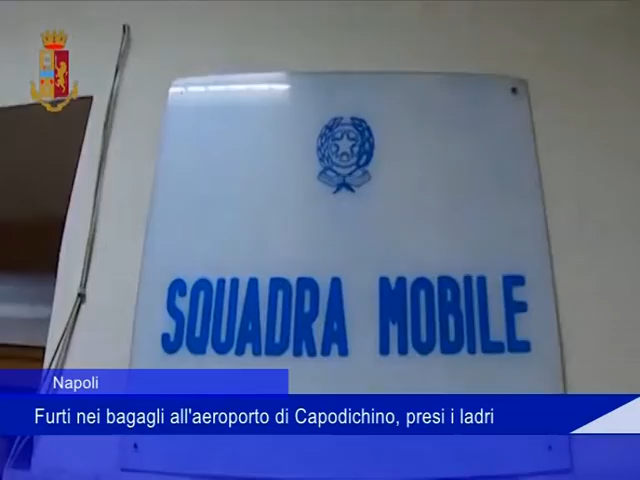 SQUADRA MOBILE
Napoli
Furti nei bagagli all'aeroporto di Capodichino, presi i ladri